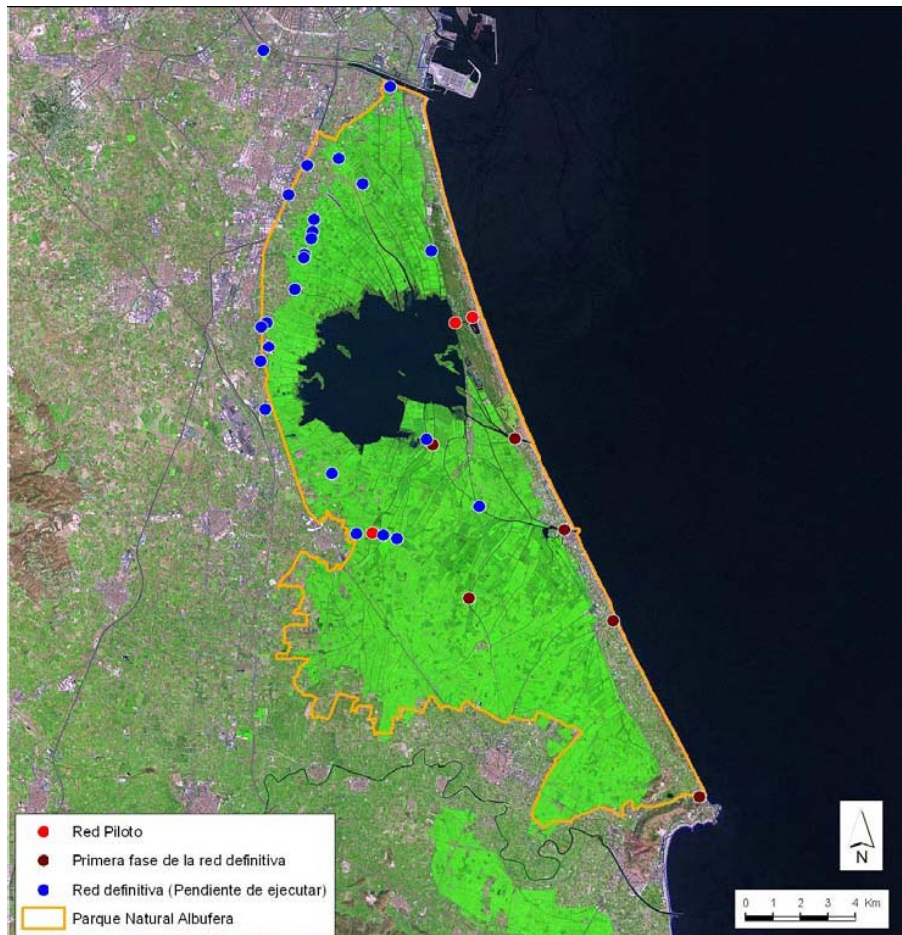 Red Piloto
Primera fase de la red definitiva
Red definitiva (Pendiente de ejecutar)
Parque Natural Albufera
N
0 1 2 3 4 Km